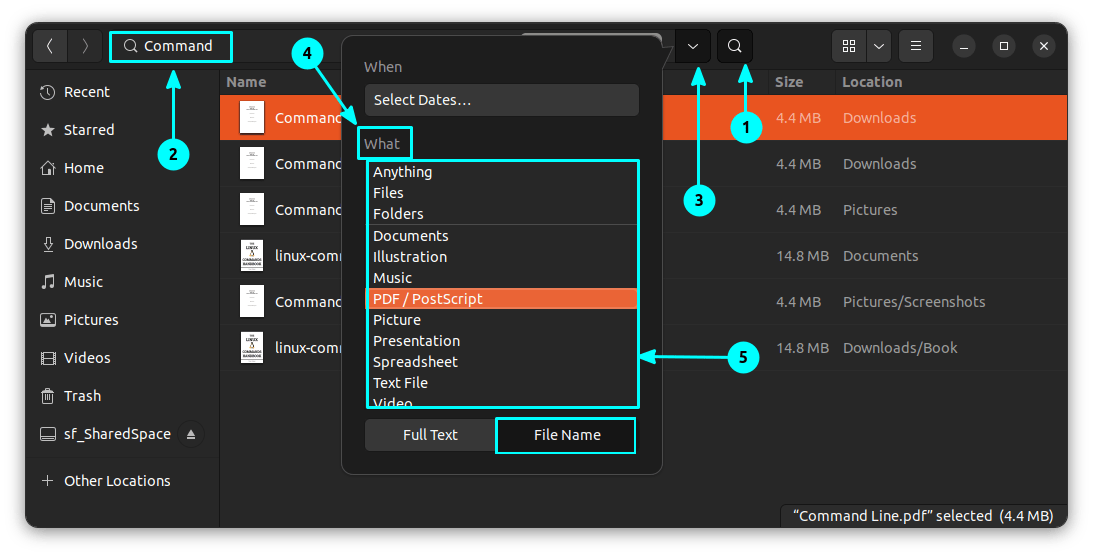 4
Command
When
Select Dates...
What
Anything
Files
Folders
Documents
Illustration
Music
PDF / PostScript
Picture
Presentation
Spreadsheet
Text File
Video
Full Text
File Name
1
2
3
5
Recent
Starred
Home
Documents
Downloads
Music
Pictures
Videos
Trash
sf_SharedSpace
Other Locations
Name Size Location
Command 4.4 MB Downloads
Command 4.4 MB Downloads
Command 4.4 MB Pictures
linux-com 14.8 MB Documents
Command 4.4 MB Pictures/Screenshots
linux-com 14.8 MB Downloads/Book
“Command Line.pdf” selected (4.4 MB)